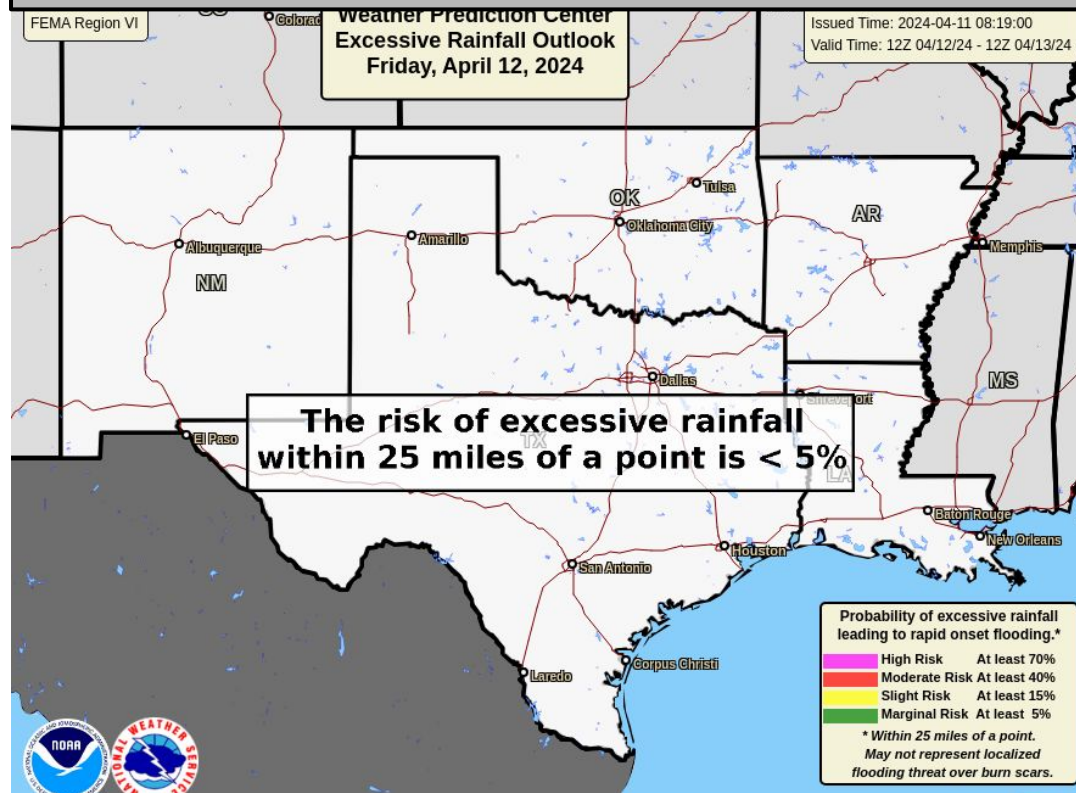 FEMA Region VI
Weather Prediction Center
Excessive Rainfall Outlook
Friday, April 12, 2024
Issued Time: 2024-04-11 08:19:00
Valid Time: 12Z 04/12/24 - 12Z 04/13/24
Tulsa
OK
Oklahoma City
AR
Amarillo
Albuquerque
Memphis
NM
Dallas
MS
Shreveport
The risk of excessive rainfall
within 25 miles of a point is < 5%
El Paso
TX
LA
Baton Rouge
New Orleans
Houston
San Antonio
Corpus Christi
Laredo
Probability of excessive rainfall
leading to rapid onset flooding.*
High Risk At least 70%
Moderate Risk At least 40%
Slight Risk At least 15%
Marginal Risk At least 5%
* Within 25 miles of a point.
May not represent localized
flooding threat over burn scars.
NOAA
NATIONAL WEATHER SERVICE